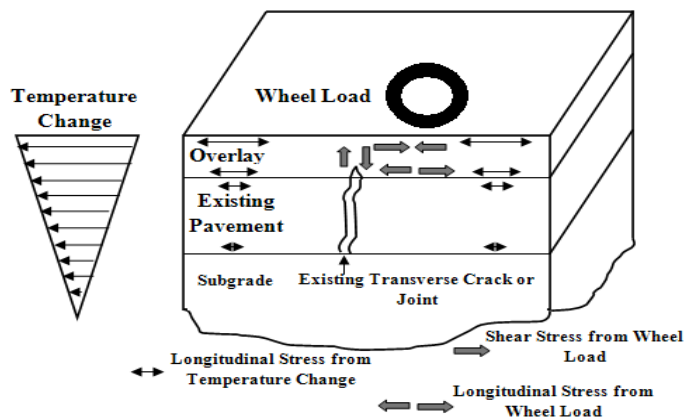 Temperature
Change
Wheel Load
Overlay
Existing
Pavement
Subgrade
Existing Transverse Crack or
Joint
Shear Stress from Wheel
Load
Longitudinal Stress from
Temperature Change
Longitudinal Stress from
Wheel Load